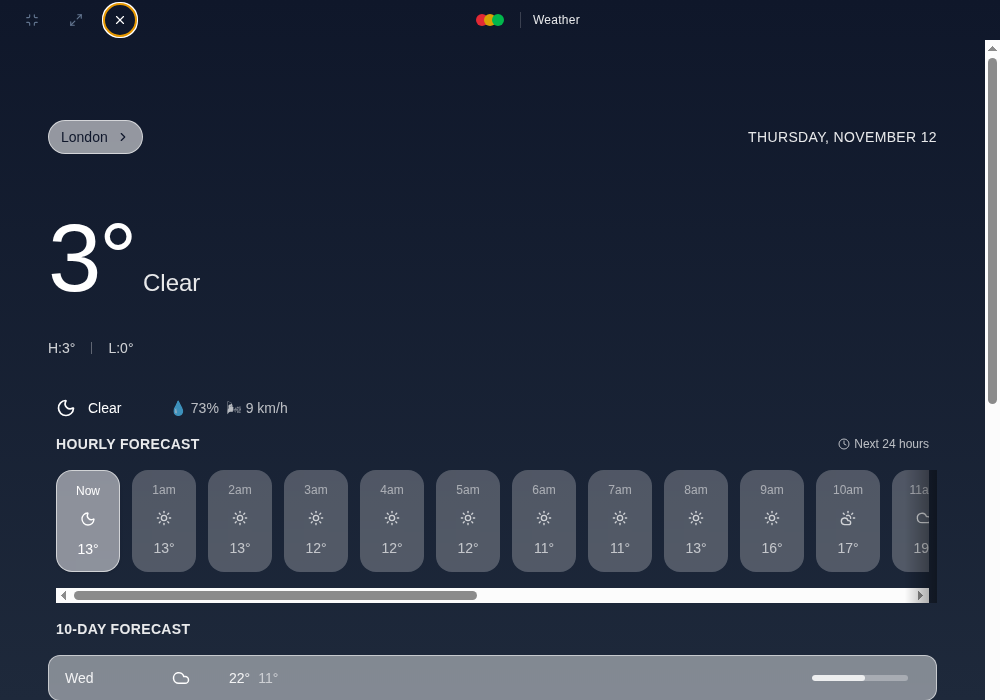 Weather
London
THURSDAY, NOVEMBER 12
3°
Clear
H:3° L:0°
Clear 73% 9 km/h
HOURLY FORECAST
Next 24 hours
Now 1am 2am 3am 4am 5am 6am 7am 8am 9am 10am 11a
13° 13° 13° 12° 12° 12° 11° 11° 13° 16° 17° 19
10-DAY FORECAST
Wed 22° 11°